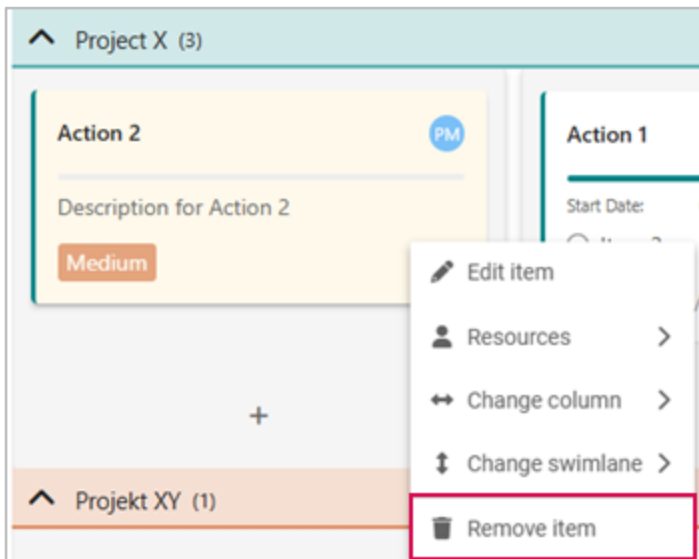 Project X (3)
Action 2
PM
Description for Action 2
Medium
Action 1
Start Date:
Edit item
Resources
Change column
Change swimlane
Remove item
Projekt XY (1)